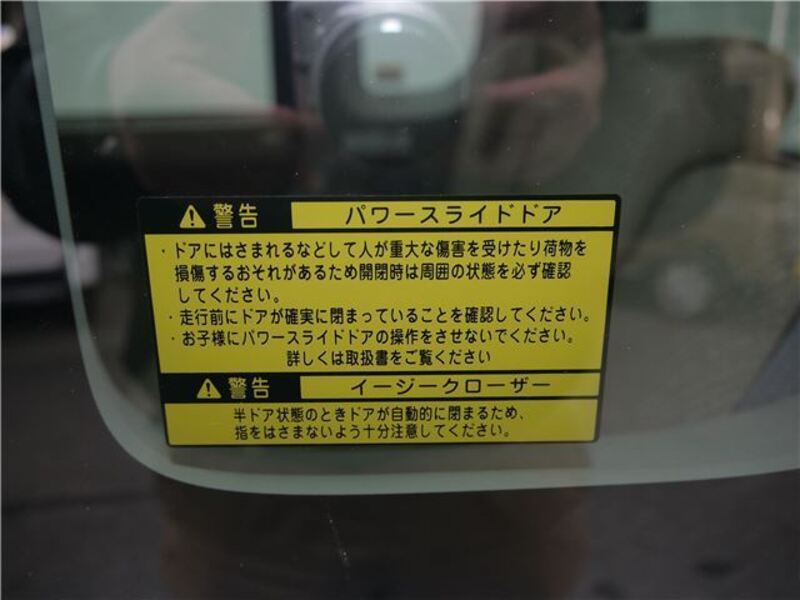 ⚠警告 パワースライドドア
・ドアにはさまれるなどして人が重大な傷害を受けたり荷物を
損傷するおそれがあるため開閉時は周囲の状態を必ず確認
してください。
・走行前にドアが確実に閉まっていることを確認してください。
・お子様にパワースライドドアの操作をさせないでください。
詳しくは取扱書をご覧ください
⚠警告 イージークローザー
半ドア状態のときドアが自動的に閉まるため、
指をはさまないよう十分注意してください。